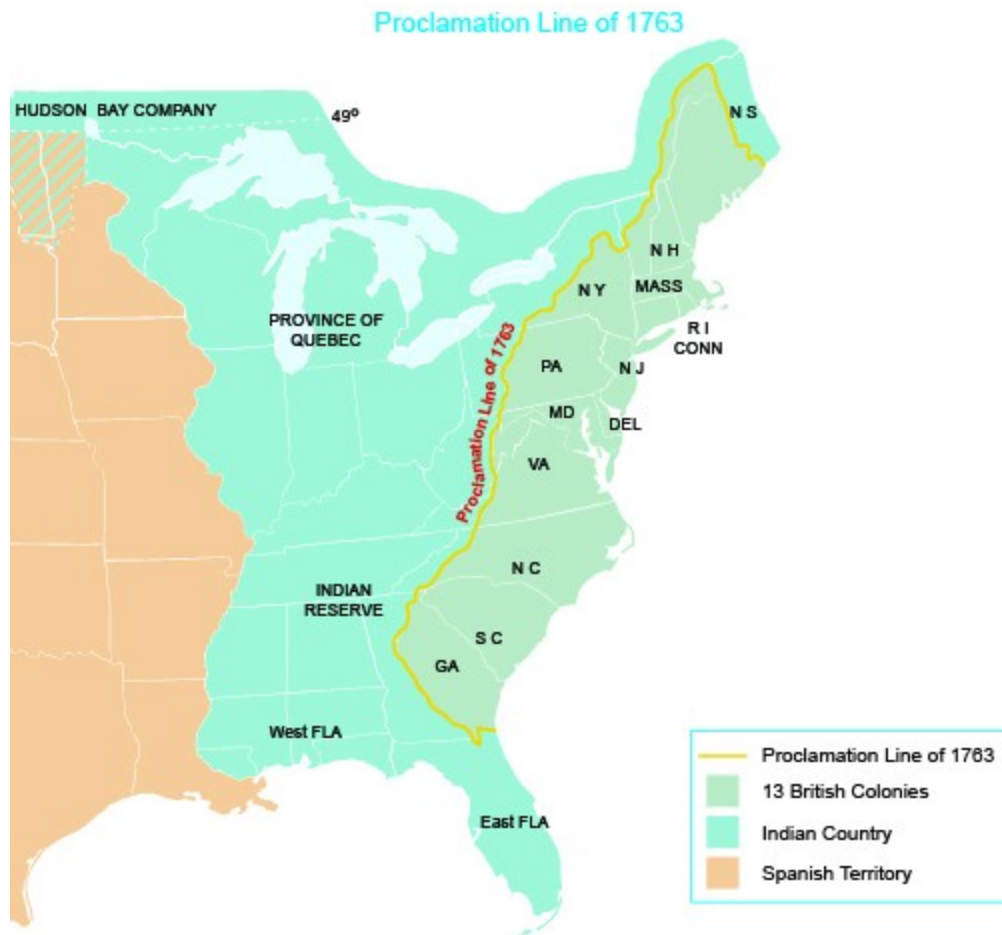 Proclamation Line of 1763
HUDSON BAY COMPANY
49º
N S
N H
N Y
MASS
R I
CONN
PROVINCE OF
QUEBEC
Proclamation Line of 1763
PA
N J
MD
DEL
VA
N C
INDIAN
RESERVE
S C
GA
West FLA
East FLA
Proclamation Line of 1763
13 British Colonies
Indian Country
Spanish Territory